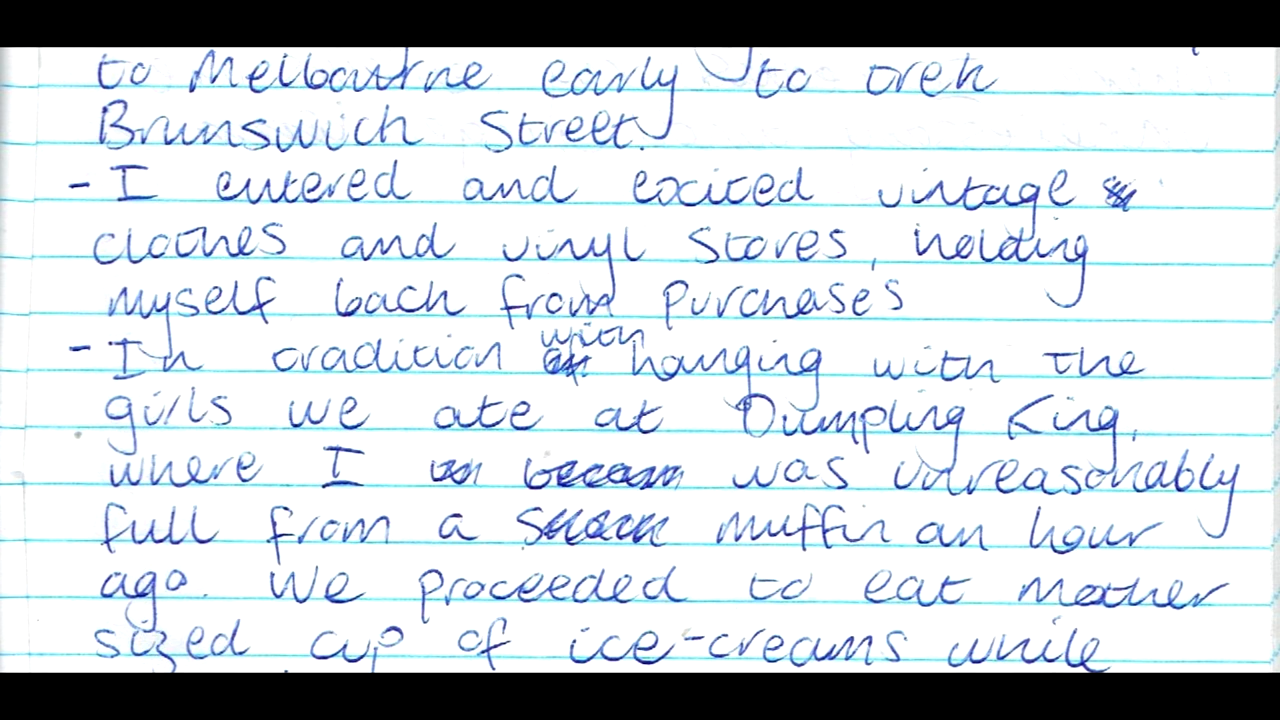 to Melbourne early to trek
Brunswick Street.
- I entered and excited vintage
clothes and vinyl stores, holding
myself back from purchases
- In tradition with hanging with the
girls we ate at Dumpling King,
where I was unreasonably
full from a muffin an hour
ago. We proceeded to eat mother
sized cup of ice-creams while